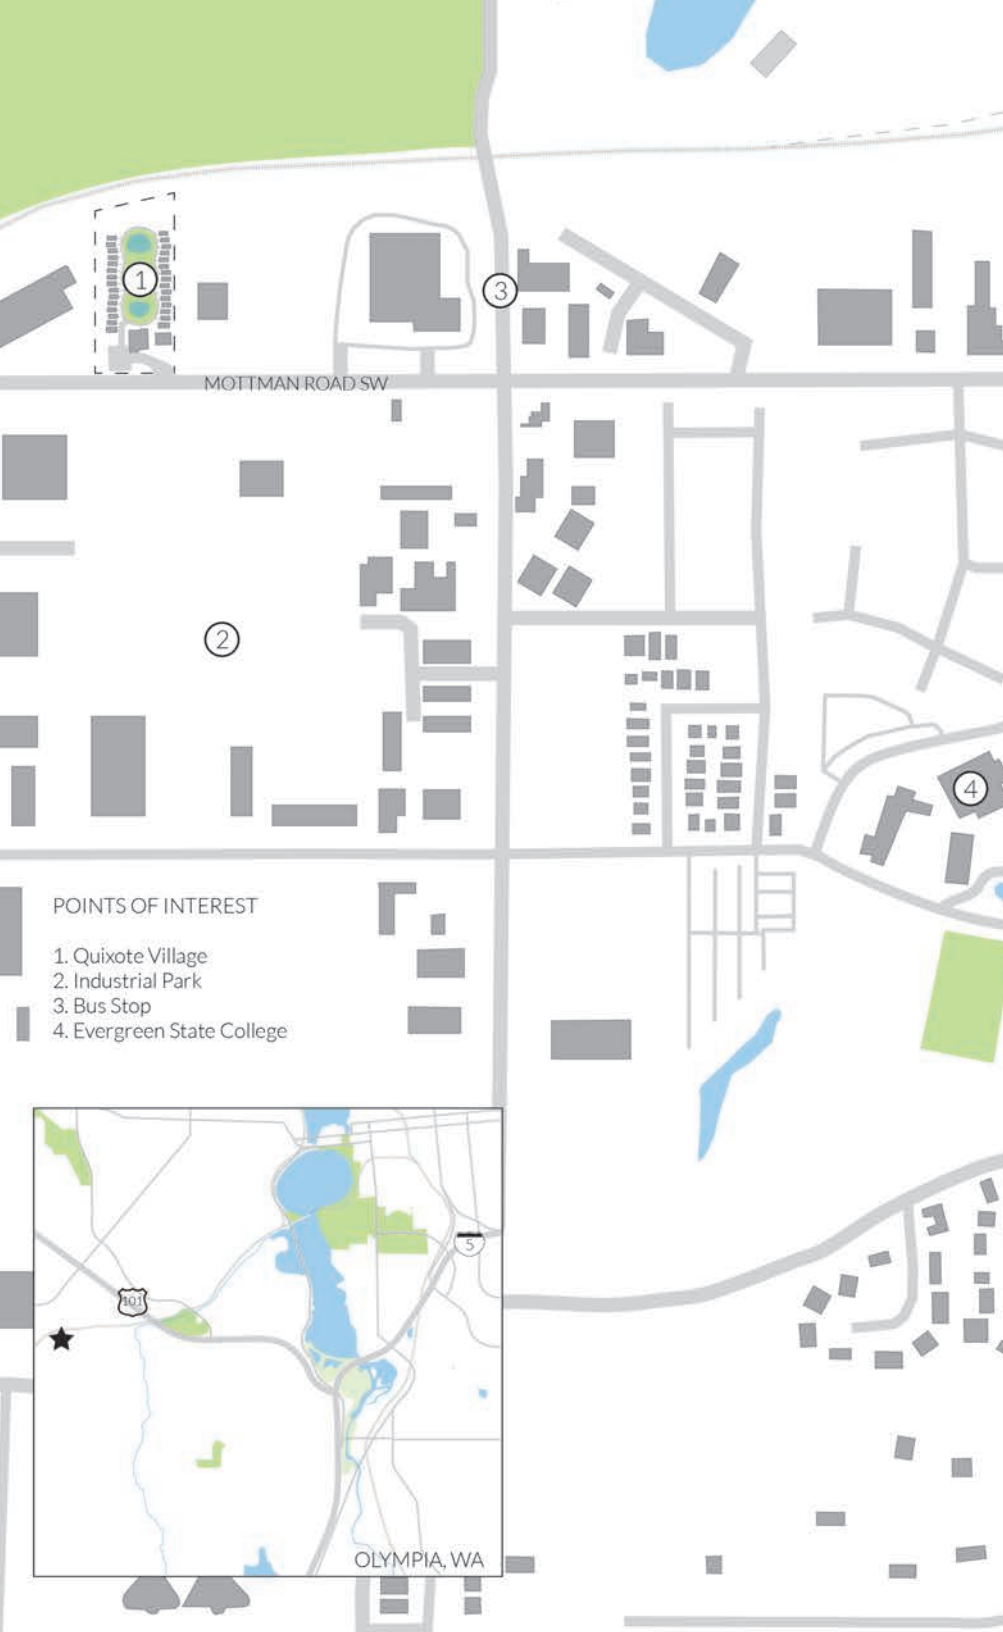 1
3
MOTTMAN ROAD SW
2
4
POINTS OF INTEREST
1. Quixote Village
2. Industrial Park
3. Bus Stop
4. Evergreen State College
5
101
OLYMPIA, WA